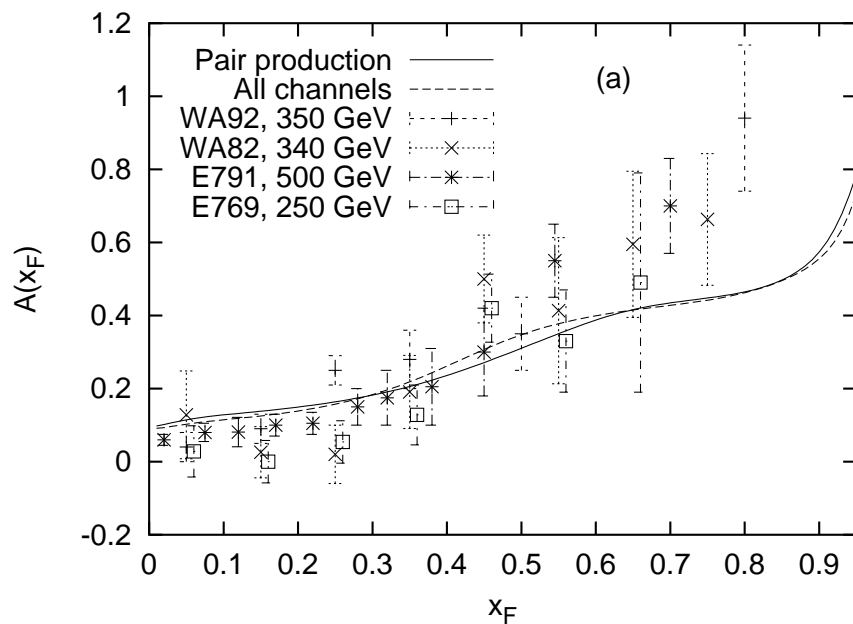 1.2
1
0.8
0.6
0.4
0.2
0
-0.2
A(x_F)
Pair production
All channels
WA92, 350 GeV
WA82, 340 GeV
E791, 500 GeV
E769, 250 GeV
(a)
0 0.1 0.2 0.3 0.4 0.5 0.6 0.7 0.8 0.9
x_F